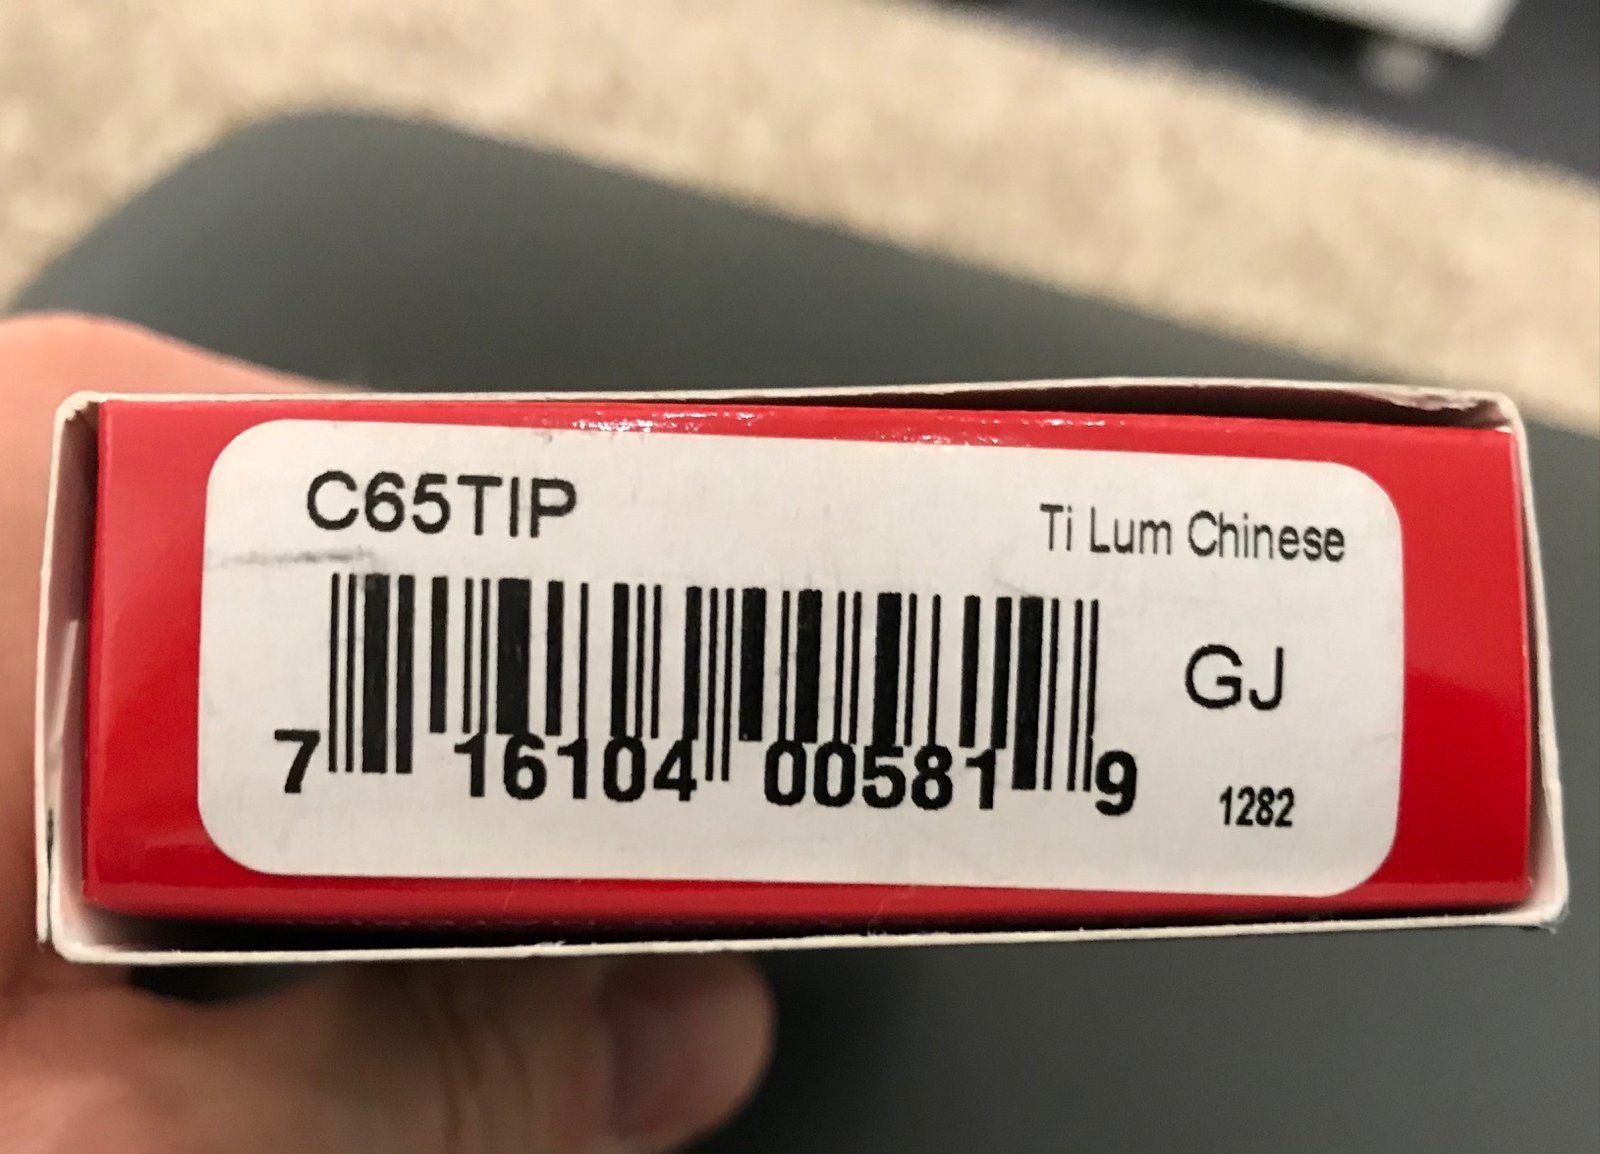 C65TIP
Ti Lum Chinese
GJ
7 16104 00581 9
1282